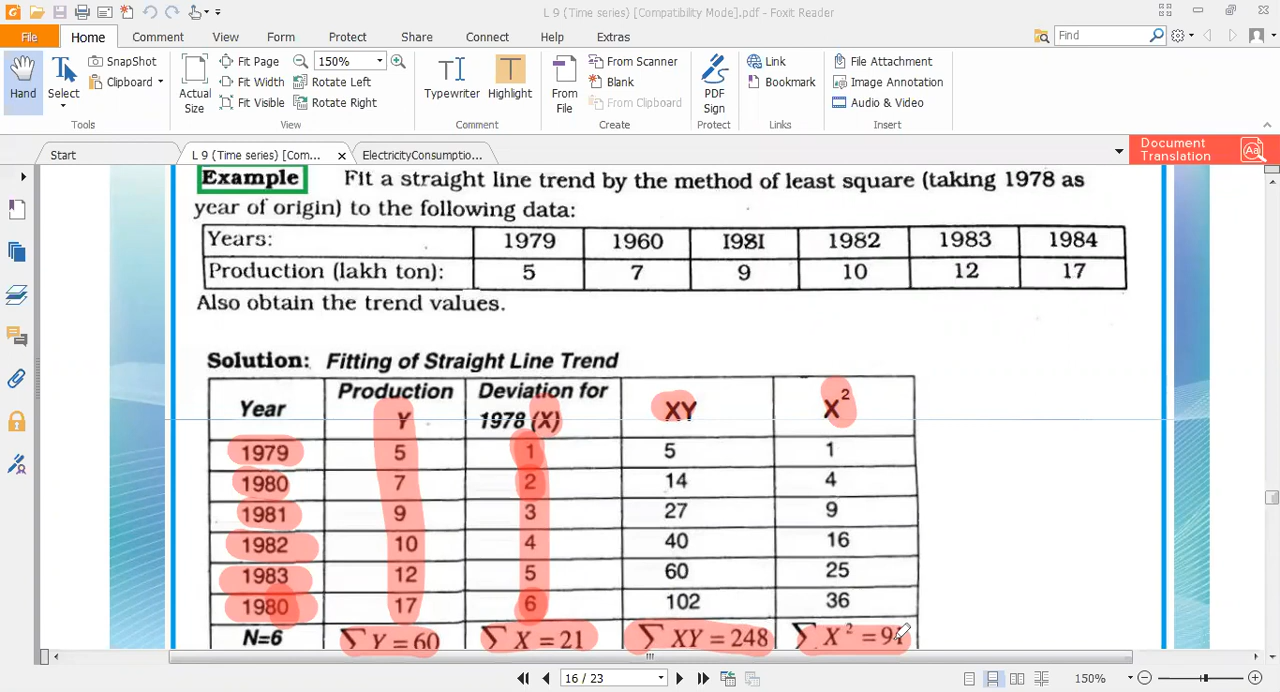 L 9 (Time series) [Compatibility Mode].pdf - Foxit Reader
File Home Comment View Form Protect Share Connect Help Extras Find
Hand Select SnapShot Clipboard Actual Size Fit Page Fit Width Fit Visible 150% Rotate Left Rotate Right Typewriter Highlight From File From Scanner Blank From Clipboard PDF Sign Link Bookmark File Attachment Image Annotation Audio & Video
Tools View Comment Create Protect Links Insert
Start L 9 (Time series) [Com... ElectricityConsumptio... Document Translation
Example Fit a straight line trend by the method of least square (taking 1978 as
year of origin) to the following data:
Years: 1979 1960 I98I 1982 1983 1984
Production (lakh ton): 5 7 9 10 12 17
Also obtain the trend values.
Solution: Fitting of Straight Line Trend
Year Production Y Deviation for 1978 (X) XY X²
1979 5 1 5 1
1980 7 2 14 4
1981 9 3 27 9
1982 10 4 40 16
1983 12 5 60 25
1980 17 6 102 36
N=6 ∑ Y = 60 ∑ X = 21 ∑ XY = 248 ∑ X² =
16 / 23 150%